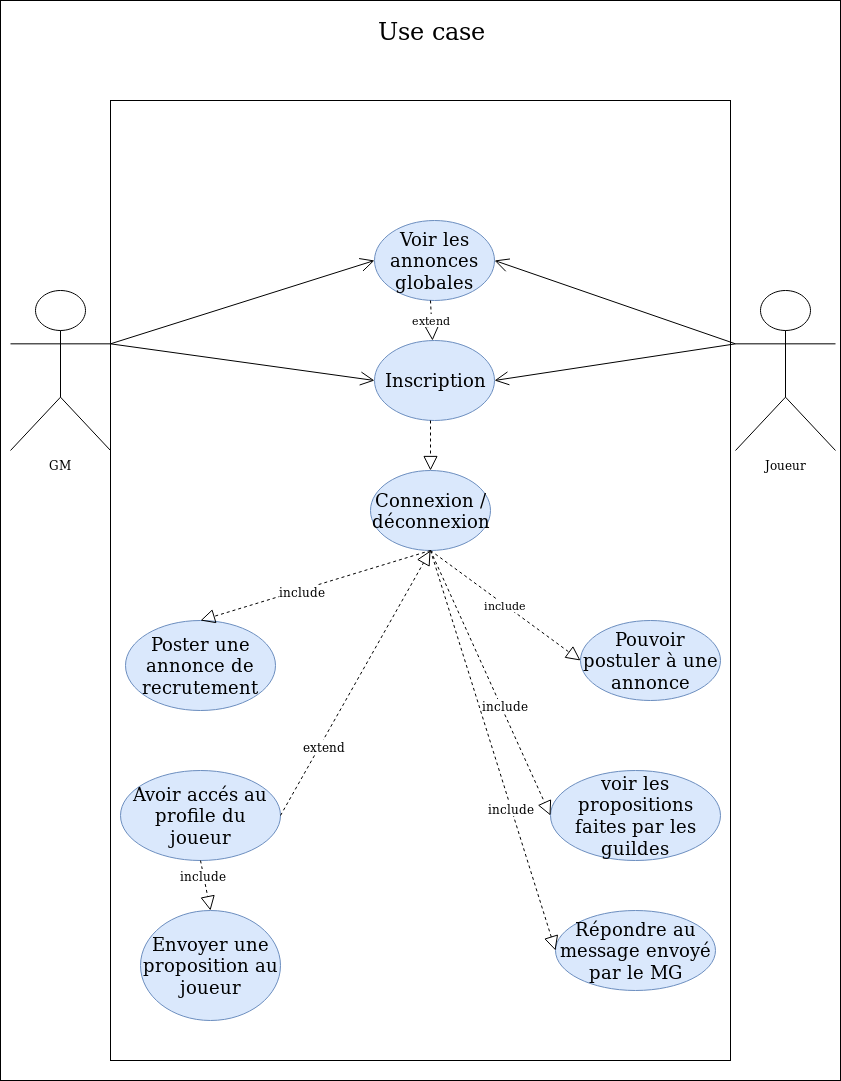 Use case
Voir les
annonces
globales
extend
Inscription
GM
Joueur
Connexion /
déconnexion
include
include
Poster une
annonce de
recrutement
Pouvoir
postuler à une
annonce
include
extend
Avoir accés au
profile du
joueur
voir les
propositions
faites par les
guildes
include
include
Envoyer une
proposition au
joueur
Répondre au
message envoyé
par le MG